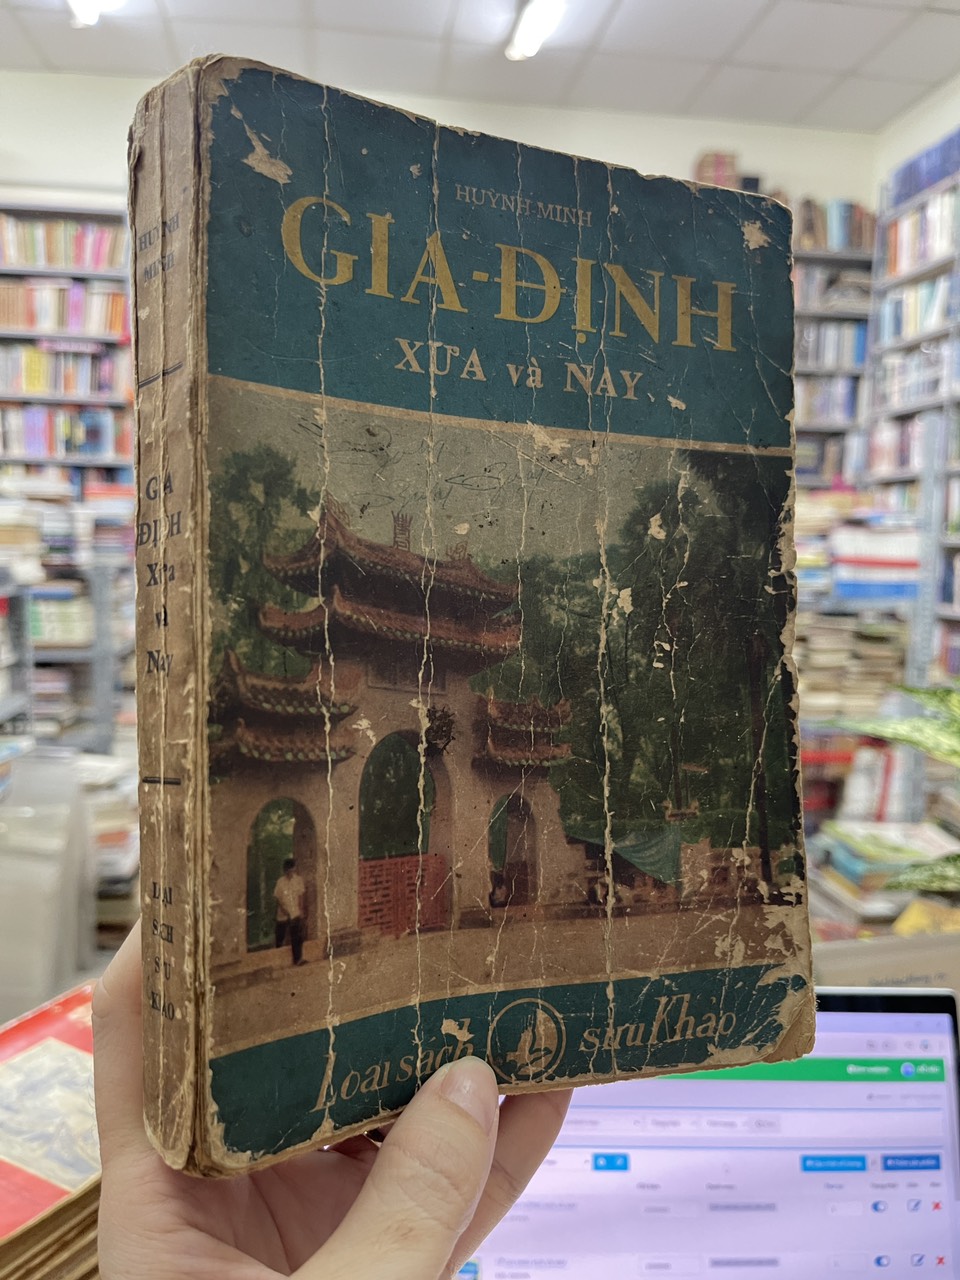 HUỲNH-MINH
GIA-ĐỊNH
XƯA và NAY
Loại sách sưu Khảo
HUỲNH
MINH
GIA
ĐỊNH
Xưa
và
NAY
LOẠI
SÁCH
SƯU
KHẢO